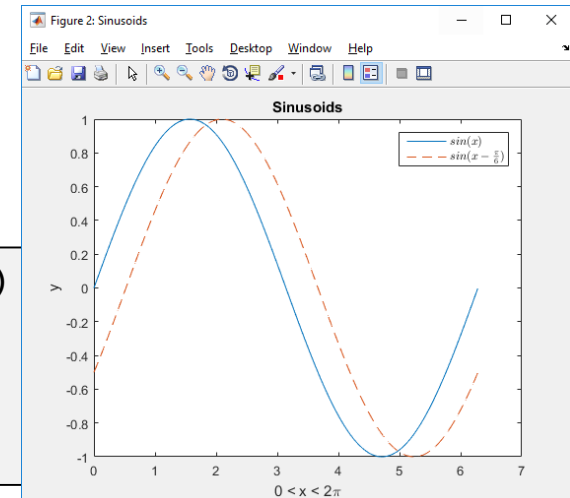 Figure 2: Sinusoids
File Edit View Insert Tools Desktop Window Help
Sinusoids
1
0.8
0.6
0.4
0.2
0
-0.2
-0.4
-0.6
-0.8
-1
y
sin(x)
sin(x − π/6)
0 1 2 3 4 5 6 7
0 < x < 2π
)